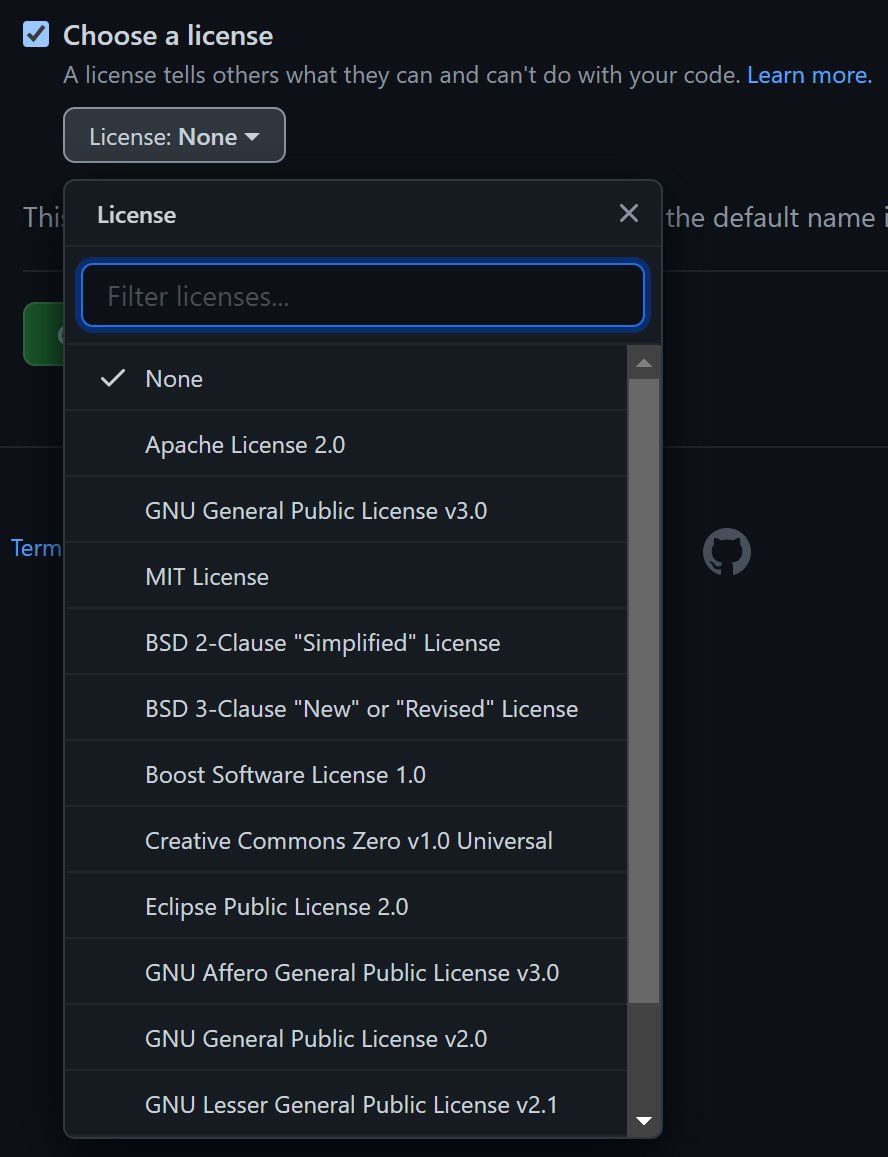 Choose a license
A license tells others what they can and can't do with your code. Learn more.
License: None
License
This the default name i
Filter licenses...
None
Apache License 2.0
GNU General Public License v3.0
MIT License
BSD 2-Clause "Simplified" License
Term
BSD 3-Clause "New" or "Revised" License
Boost Software License 1.0
Creative Commons Zero v1.0 Universal
Eclipse Public License 2.0
GNU Affero General Public License v3.0
GNU General Public License v2.0
GNU Lesser General Public License v2.1